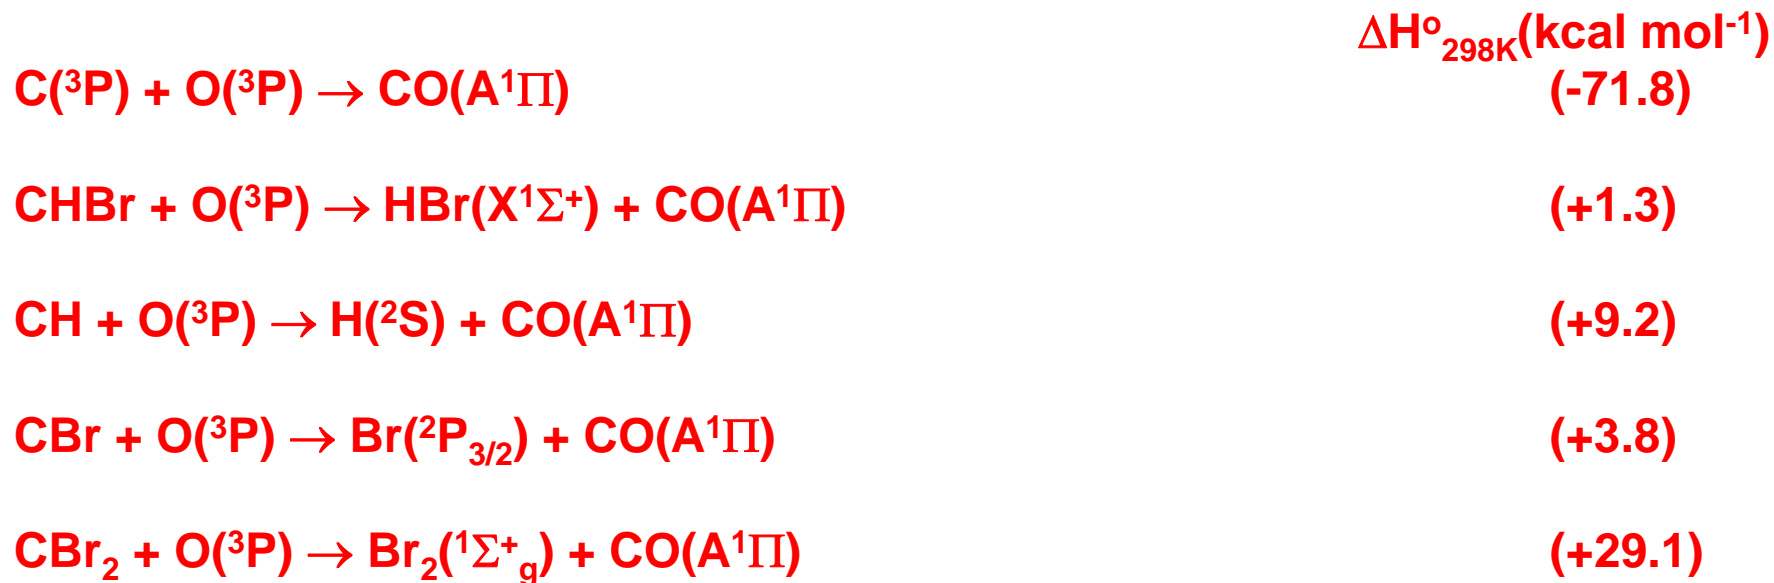 ΔH°₂₉₈K(kcal mol⁻¹)
C(³P) + O(³P) → CO(A¹Π) (-71.8)
CHBr + O(³P) → HBr(X¹Σ⁺) + CO(A¹Π) (+1.3)
CH + O(³P) → H(²S) + CO(A¹Π) (+9.2)
CBr + O(³P) → Br(²P₃/₂) + CO(A¹Π) (+3.8)
CBr₂ + O(³P) → Br₂(¹Σ⁺g) + CO(A¹Π) (+29.1)